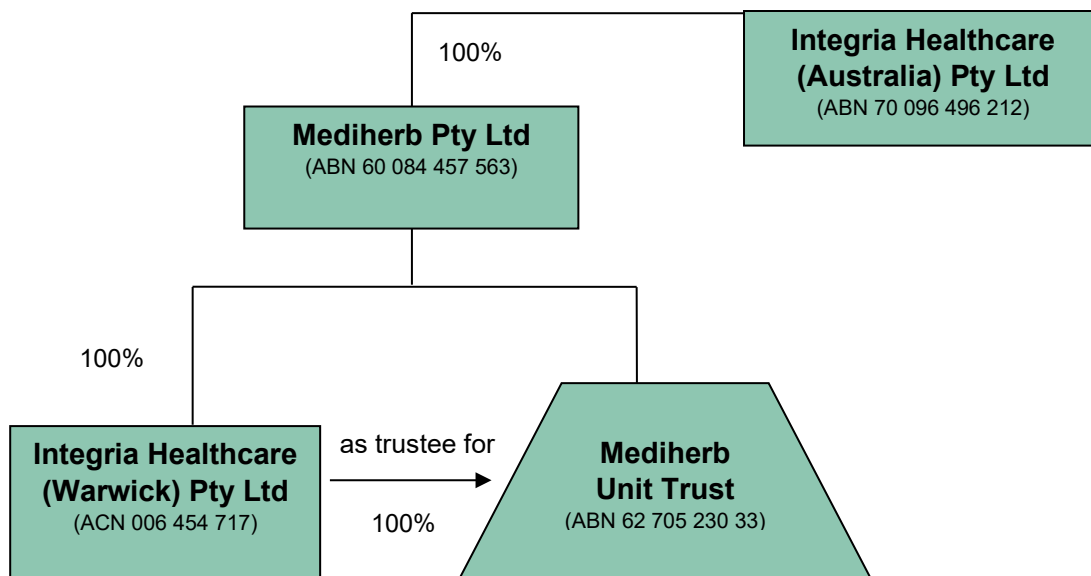 100%
Integria Healthcare
(Australia) Pty Ltd
(ABN 70 096 496 212)
Mediherb Pty Ltd
(ABN 60 084 457 563)
100%
Integria Healthcare
(Warwick) Pty Ltd
(ACN 006 454 717)
as trustee for
100%
Mediherb
Unit Trust
(ABN 62 705 230 33)